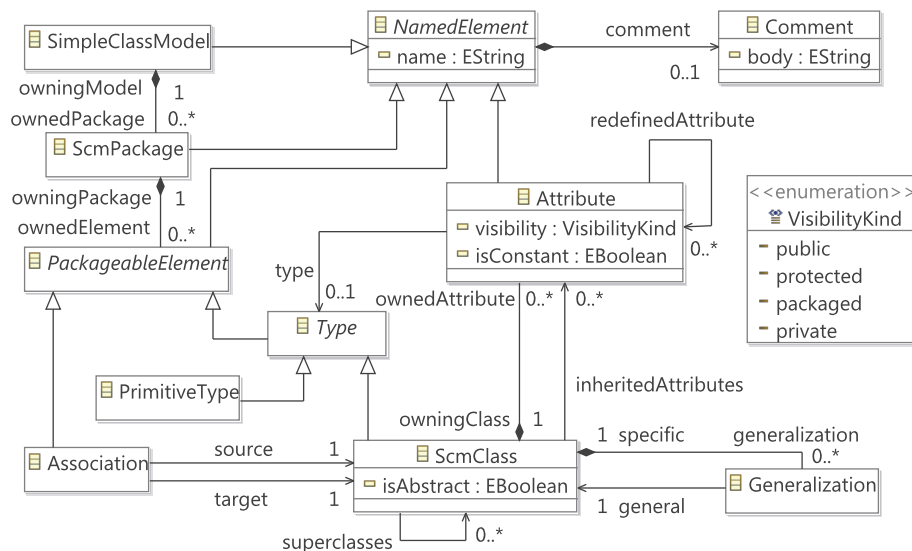 SimpleClassModel
NamedElement
name : EString
comment
0..1
Comment
body : EString
owningModel
1
ownedPackage
0..*
ScmPackage
owningPackage
1
ownedElement
0..*
PackageableElement
redefinedAttribute
0..*
Attribute
visibility : VisibilityKind
isConstant : EBoolean
<<enumeration>>
VisibilityKind
public
protected
packaged
private
type
0..1
ownedAttribute
0..*
0..*
Type
PrimitiveType
inheritedAttributes
owningClass
1
Association
source
1
target
1
ScmClass
isAbstract : EBoolean
1
specific
generalization
0..*
Generalization
1
general
superclasses
0..*